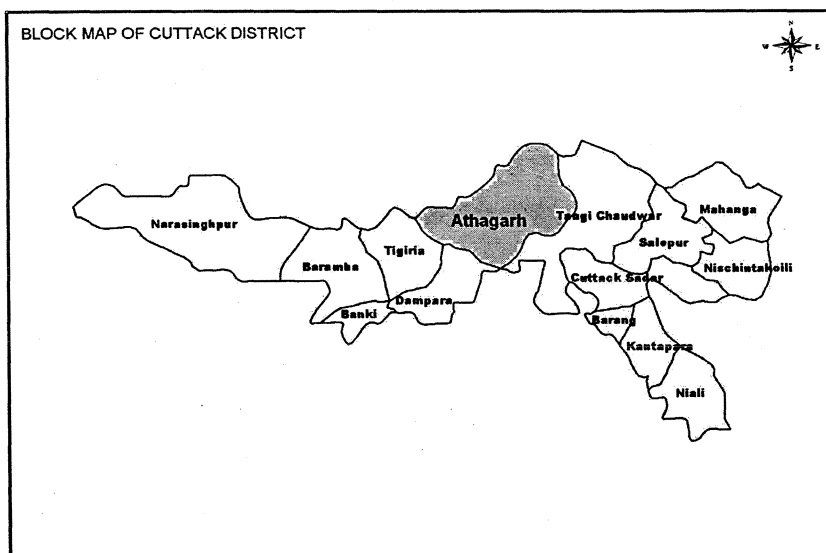 BLOCK MAP OF CUTTACK DISTRICT
N
W E
S
Narasinghpur
Baramba
Tigiria
Athagarh
Tangi Chaudwar
Mahanga
Salepur
Nischintakoili
Cuttack Sadar
Dampara
Banki
Barang
Kantapara
Niali